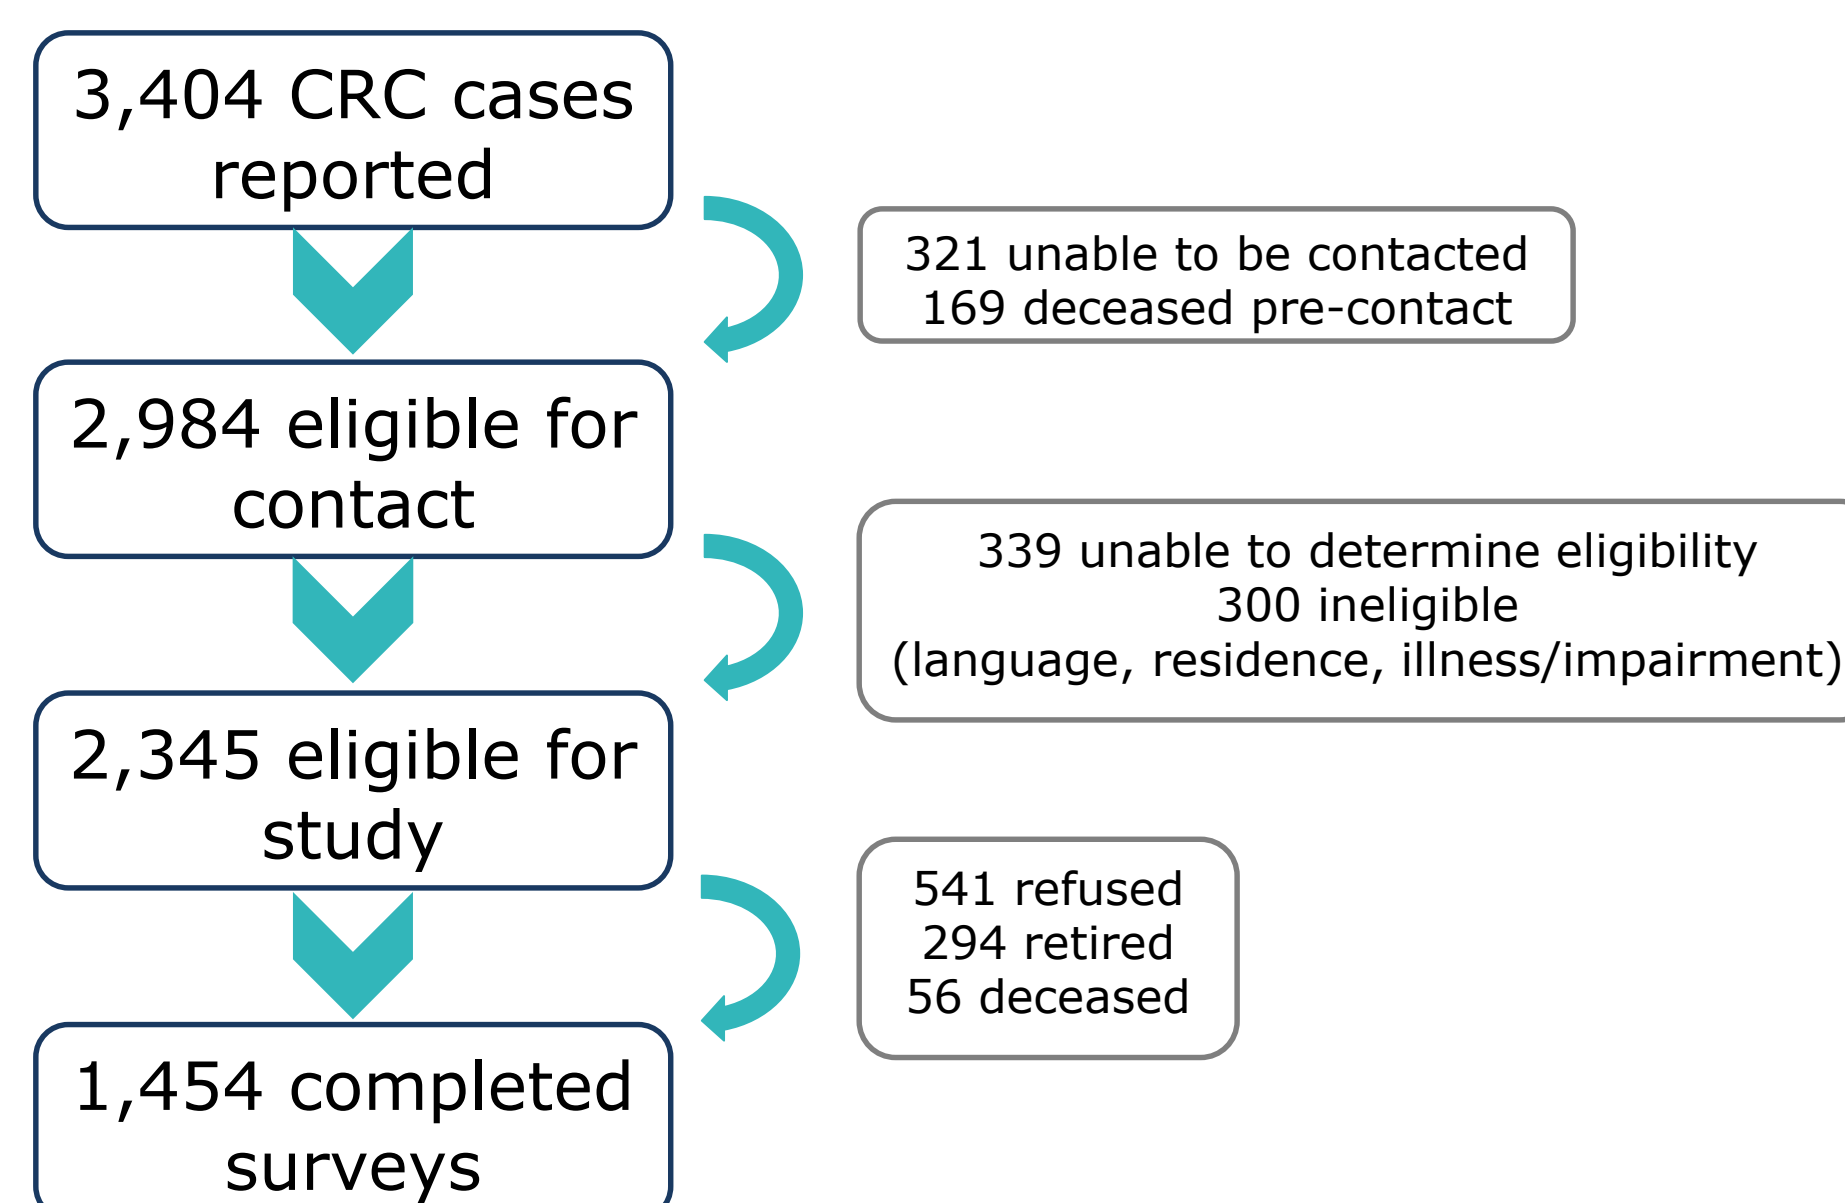 3,404 CRC cases
reported
321 unable to be contacted
169 deceased pre-contact
2,984 eligible for
contact
339 unable to determine eligibility
300 ineligible
(language, residence, illness/impairment)
2,345 eligible for
study
541 refused
294 retired
56 deceased
1,454 completed
surveys